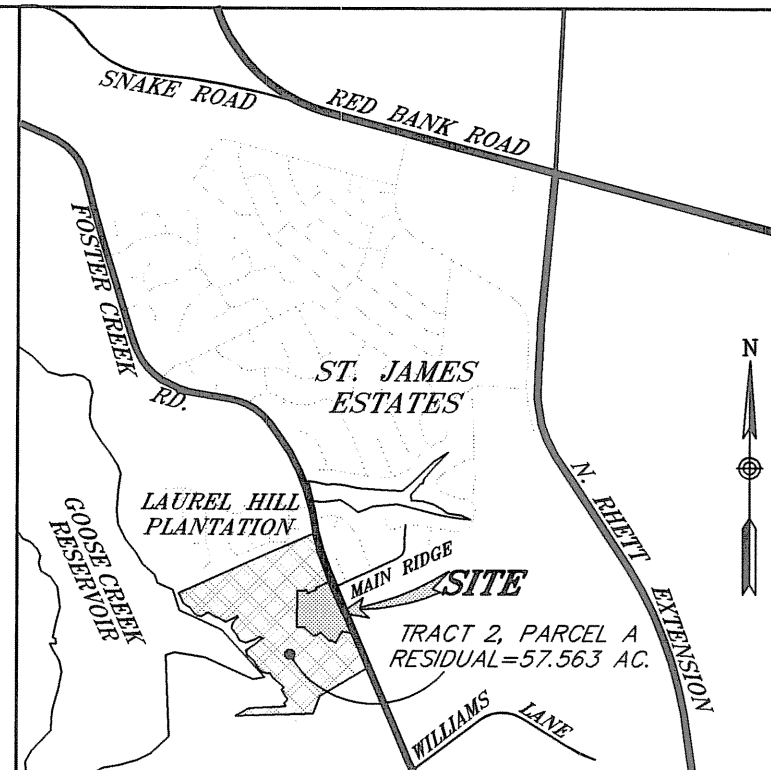 SNAKE ROAD
RED BANK ROAD
FOSTER CREEK
RD.
ST. JAMES
ESTATES
N
LAUREL HILL
PLANTATION
GOOSE CREEK
RESERVOIR
N. RHETT EXTENSION
MAIN RIDGE
SITE
TRACT 2, PARCEL A
RESIDUAL=57.563 AC.
WILLIAMS LANE